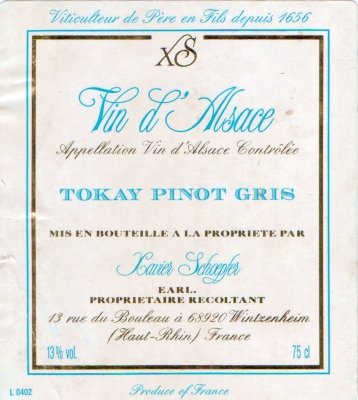 Viticulteur de Père en Fils depuis 1656
XS
Vin d'Alsace
Appellation Vin d'Alsace Contrôlée
TOKAY PINOT GRIS
MIS EN BOUTEILLE A LA PROPRIETE PAR
Xavier Schœpfer
EARL.
PROPRIETAIRE RECOLTANT
13 rue du Bouleau à 68920 Wintzenheim
(Haut-Rhin) France
13% vol. 75 cl
L 0402 Produce of France